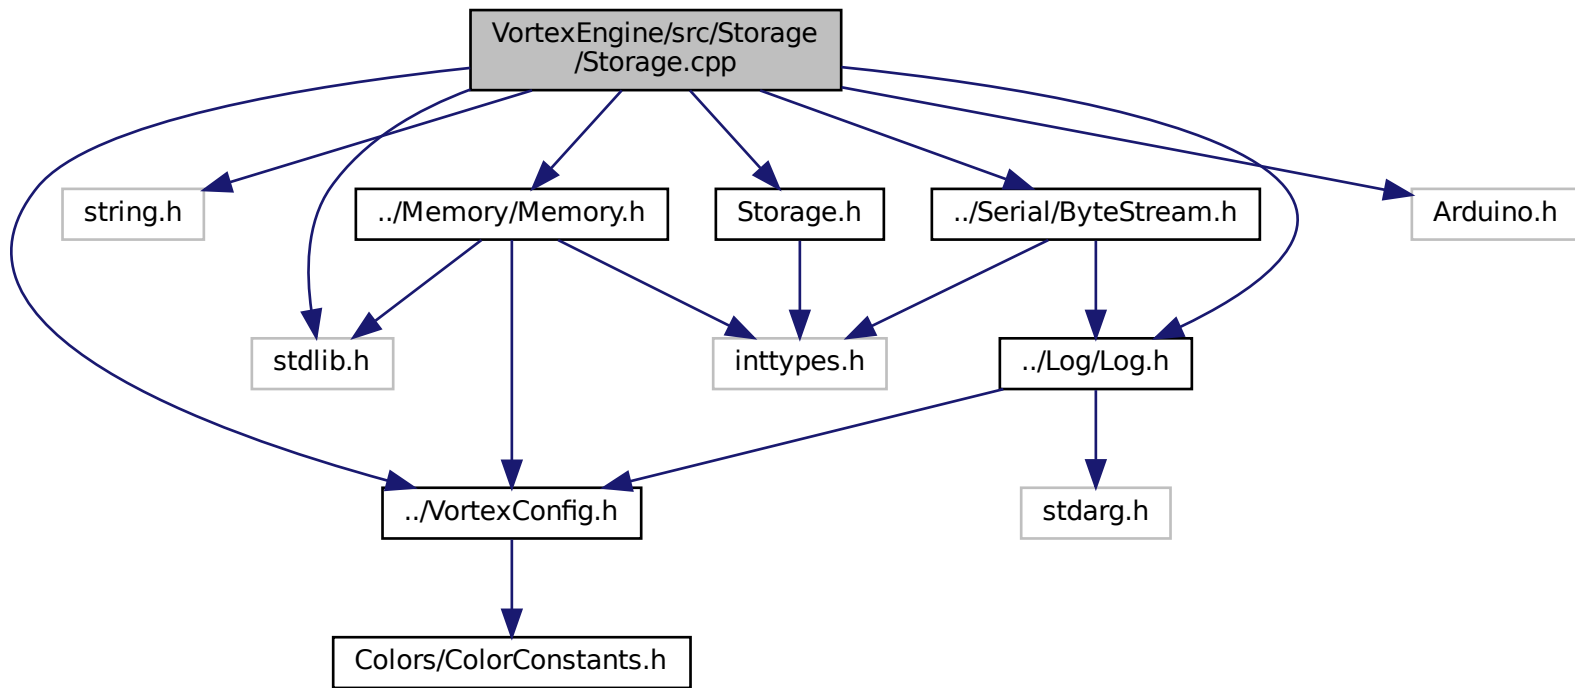 VortexEngine/src/Storage
/Storage.cpp
string.h
../Memory/Memory.h
Storage.h
../Serial/ByteStream.h
Arduino.h
stdlib.h
inttypes.h
../Log/Log.h
../VortexConfig.h
stdarg.h
Colors/ColorConstants.h